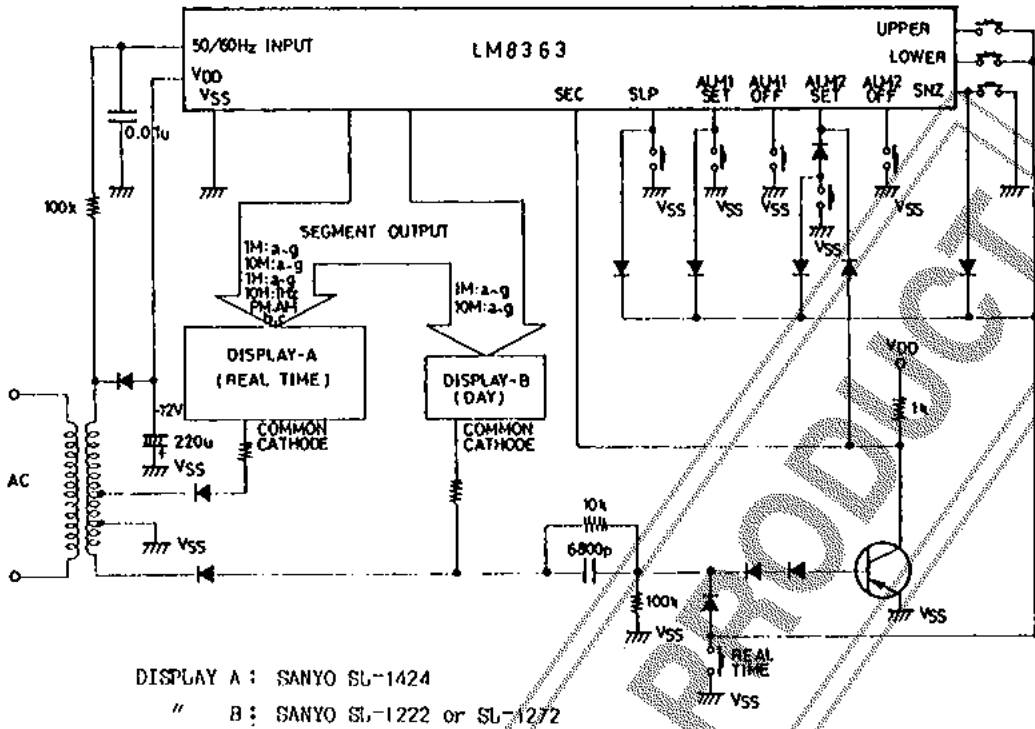 50/60Hz INPUT
LM8363
UPPER
LOWER
VDD
VSS
SEC
SLP
ALM1 SET
ALM1 OFF
ALM2 SET
ALM2 OFF
SNZ
0.01u
100k
VSS
VSS
VSS
VSS
VSS
SEGMENT OUTPUT
1M:a~g
10M:a~g
1M:a~g
10H:1Hz
PM.AM
b,c
1M:a~g
10M:a~g
DISPLAY-A
(REAL TIME)
DISPLAY-B
(DAY)
VDD
1k
-12V
220u
VSS
COMMON
CATHODE
COMMON
CATHODE
AC
VSS
10k
6800p
100k
VSS
VSS
REAL
TIME
VSS
DISPLAY A : SANYO SL-1424
" B : SANYO SL-1222 or SL-1272
PRODUCT